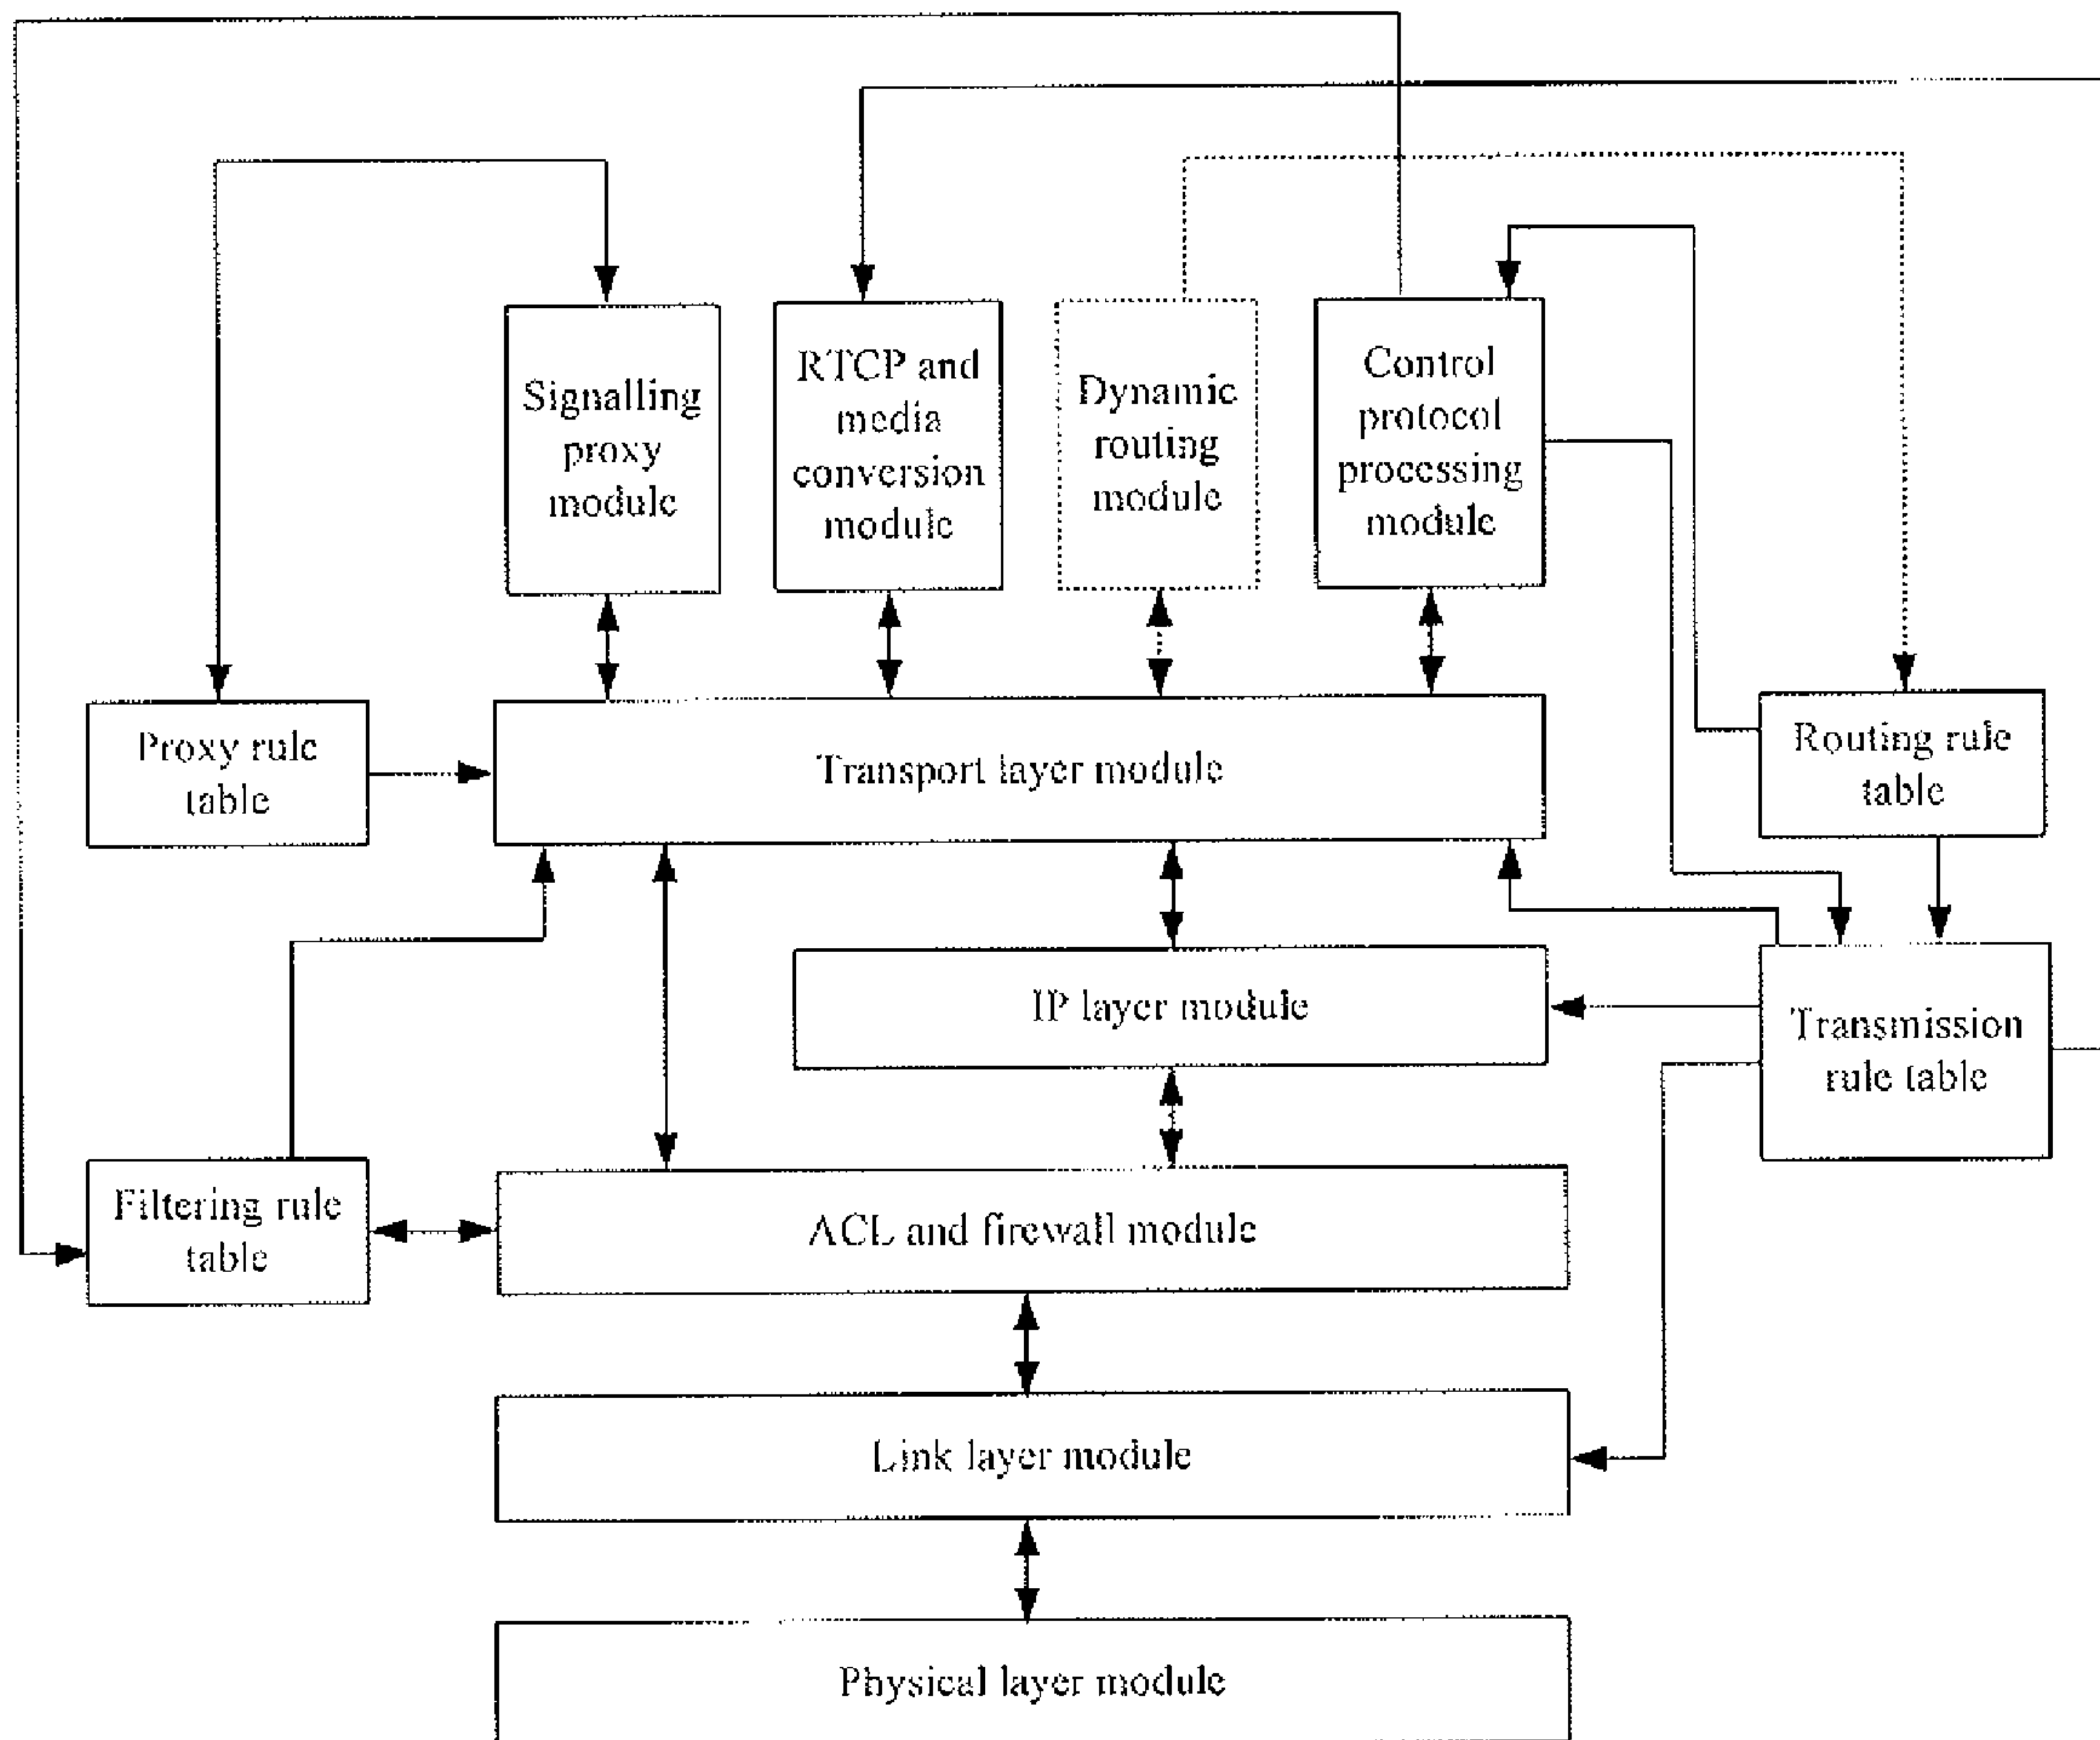 Signalling
proxy
module
RTCP and
media
conversion
module
Dynamic
routing
module
Control
protocol
processing
module
Proxy rule
table
Transport layer module
Routing rule
table
IP layer module
Transmission
rule table
Filtering rule
table
ACL and firewall module
Link layer module
Physical layer module